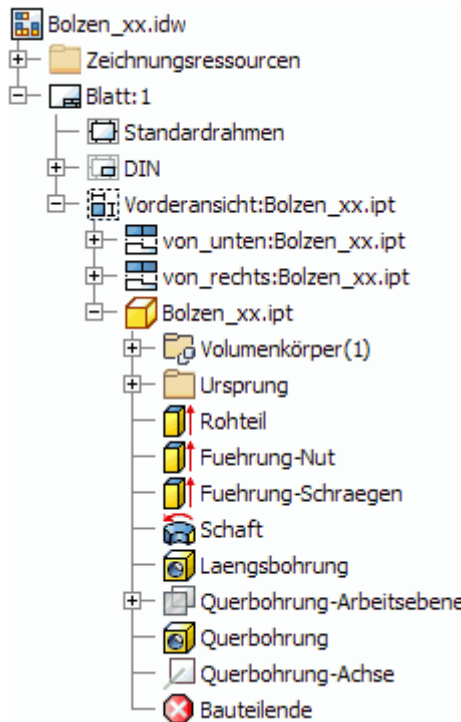 Bolzen_xx.idw
Zeichnungsressourcen
Blatt:1
Standardrahmen
DIN
Vorderansicht:Bolzen_xx.ipt
von_unten:Bolzen_xx.ipt
von_rechts:Bolzen_xx.ipt
Bolzen_xx.ipt
Volumenkörper(1)
Ursprung
Rohteil
Fuehrung-Nut
Fuehrung-Schraegen
Schaft
Laengsbohrung
Querbohrung-Arbeitsebene
Querbohrung
Querbohrung-Achse
Bauteilende